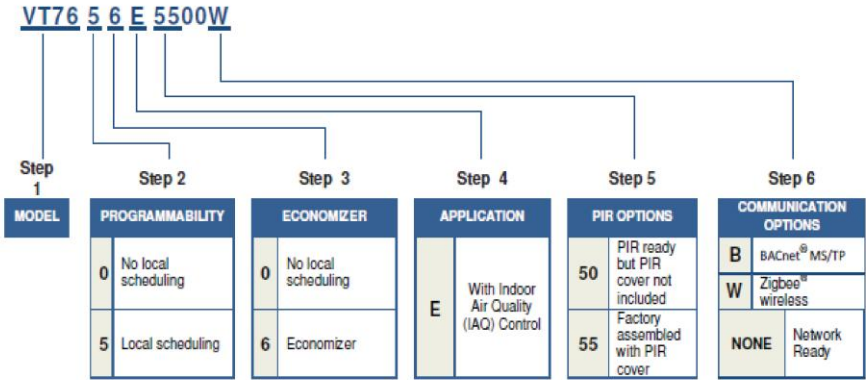 VT76 5 6 E 5500W
Step 1
Step 2
Step 3
Step 4
Step 5
Step 6
MODEL
PROGRAMMABILITY
0
No local
scheduling
5
Local scheduling
ECONOMIZER
0
No local
scheduling
6
Economizer
APPLICATION
E
With Indoor
Air Quality
(IAQ) Control
PIR OPTIONS
50
PIR ready
but PIR
cover not
included
55
Factory
assembled
with PIR
cover
COMMUNICATION
OPTIONS
B
BACnet® MS/TP
W
Zigbee®
wireless
NONE
Network
Ready